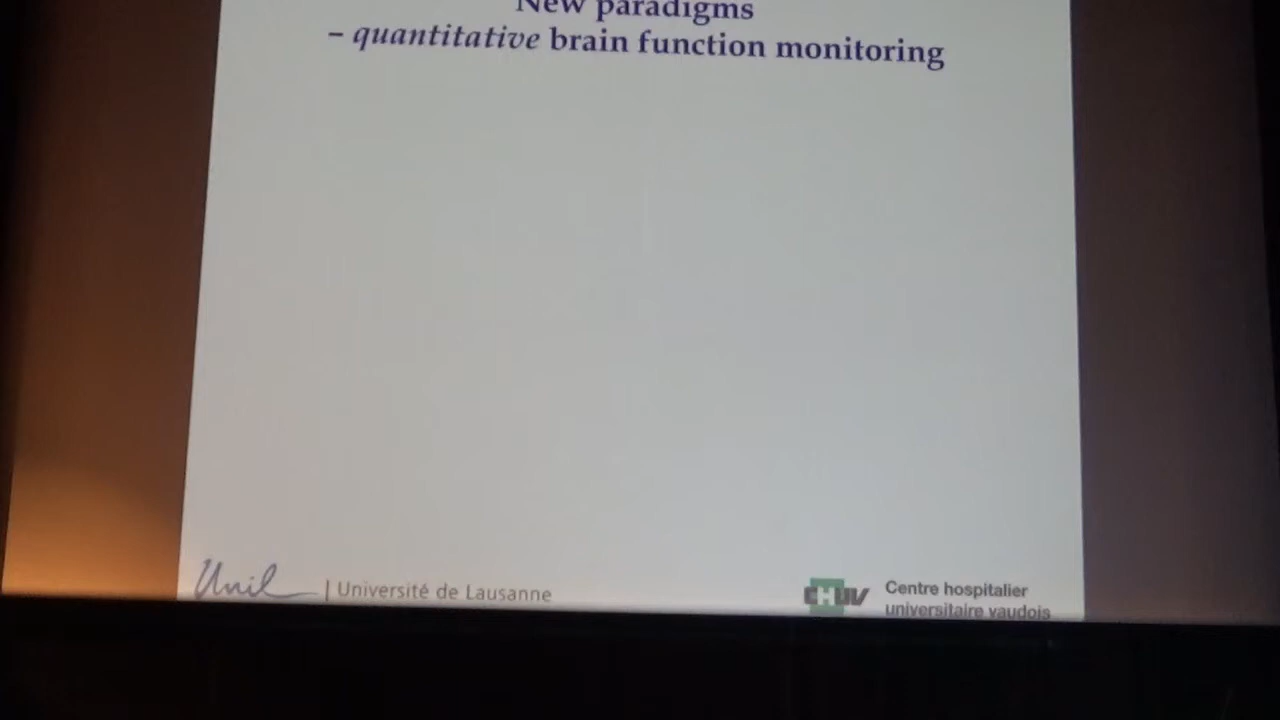 New paradigms
– quantitative brain function monitoring
Unil | Université de Lausanne
CHUV
Centre hospitalier
universitaire vaudois